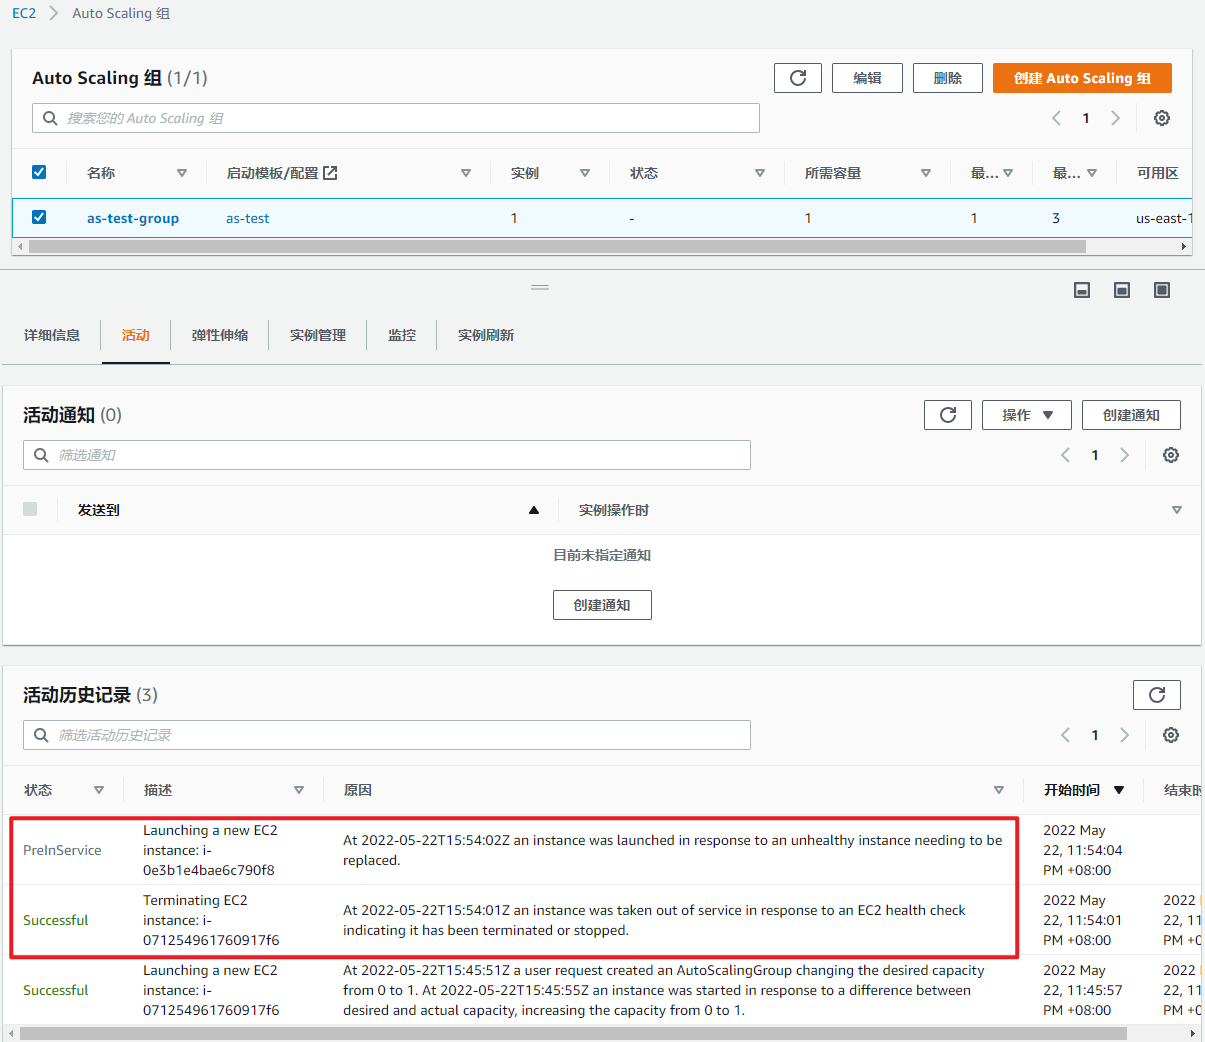 EC2 > Auto Scaling 组
Auto Scaling 组 (1/1)
编辑
删除
创建 Auto Scaling 组
搜索您的 Auto Scaling 组
1
名称
启动模板/配置
实例
状态
所需容量
最...
最...
可用区
as-test-group
as-test
1
-
1
1
3
us-east-1
详细信息
活动
弹性伸缩
实例管理
监控
实例刷新
活动通知 (0)
操作
创建通知
筛选通知
1
发送到
实例操作时
目前未指定通知
创建通知
活动历史记录 (3)
筛选活动历史记录
1
状态
描述
原因
开始时间
结束时
PreInService
Launching a new EC2
instance: i-
0e3b1e4bae6c790f8
At 2022-05-22T15:54:02Z an instance was launched in response to an unhealthy instance needing to be
replaced.
2022 May
22, 11:54:04
PM +08:00
Successful
Terminating EC2
instance: i-
071254961760917f6
At 2022-05-22T15:54:01Z an instance was taken out of service in response to an EC2 health check
indicating it has been terminated or stopped.
2022 May
22, 11:54:01
PM +08:00
2022
22, 11
PM +0
Successful
Launching a new EC2
instance: i-
071254961760917f6
At 2022-05-22T15:45:51Z a user request created an AutoScalingGroup changing the desired capacity
from 0 to 1. At 2022-05-22T15:45:55Z an instance was started in response to a difference between
desired and actual capacity, increasing the capacity from 0 to 1.
2022 May
22, 11:45:57
PM +08:00
2022
22, 11
PM +0